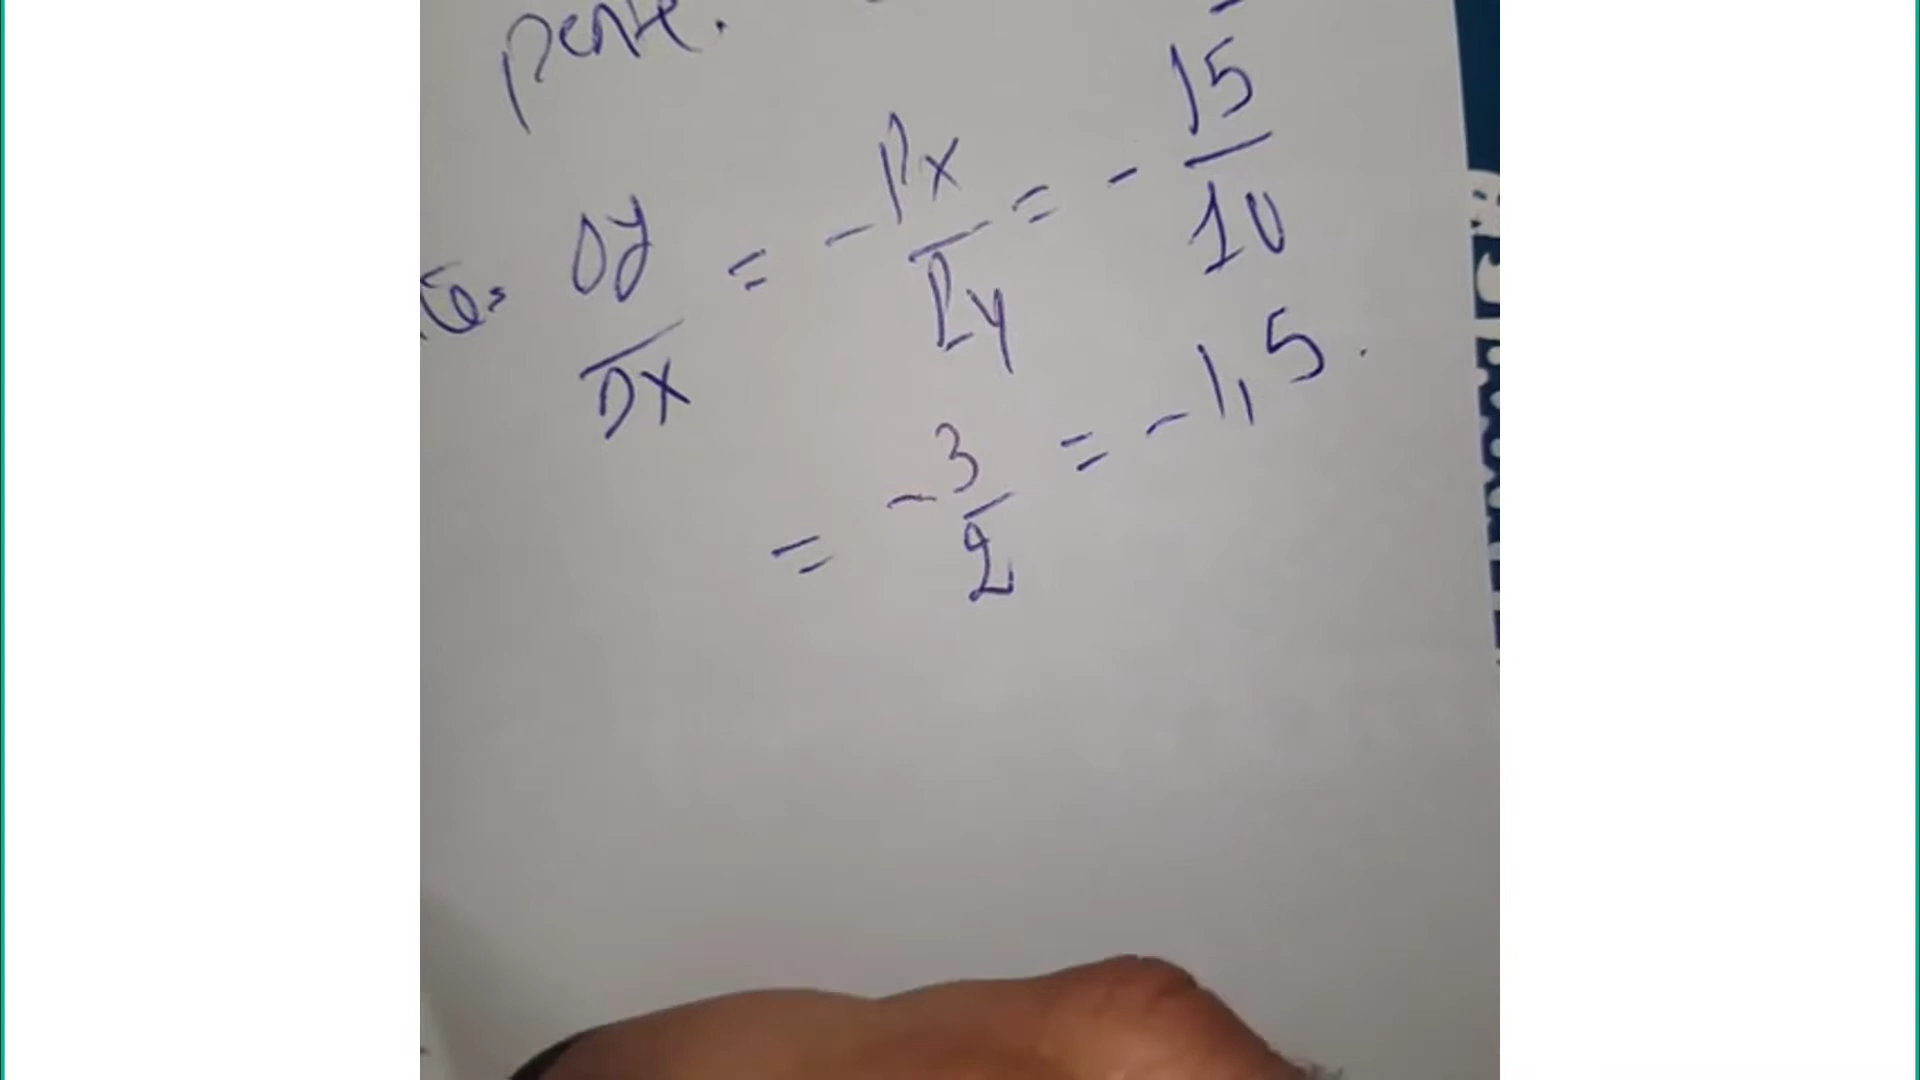 pente.
ΔY/ΔX = - Px/Py = - 15/10
= - 3/2 = - 1,5.